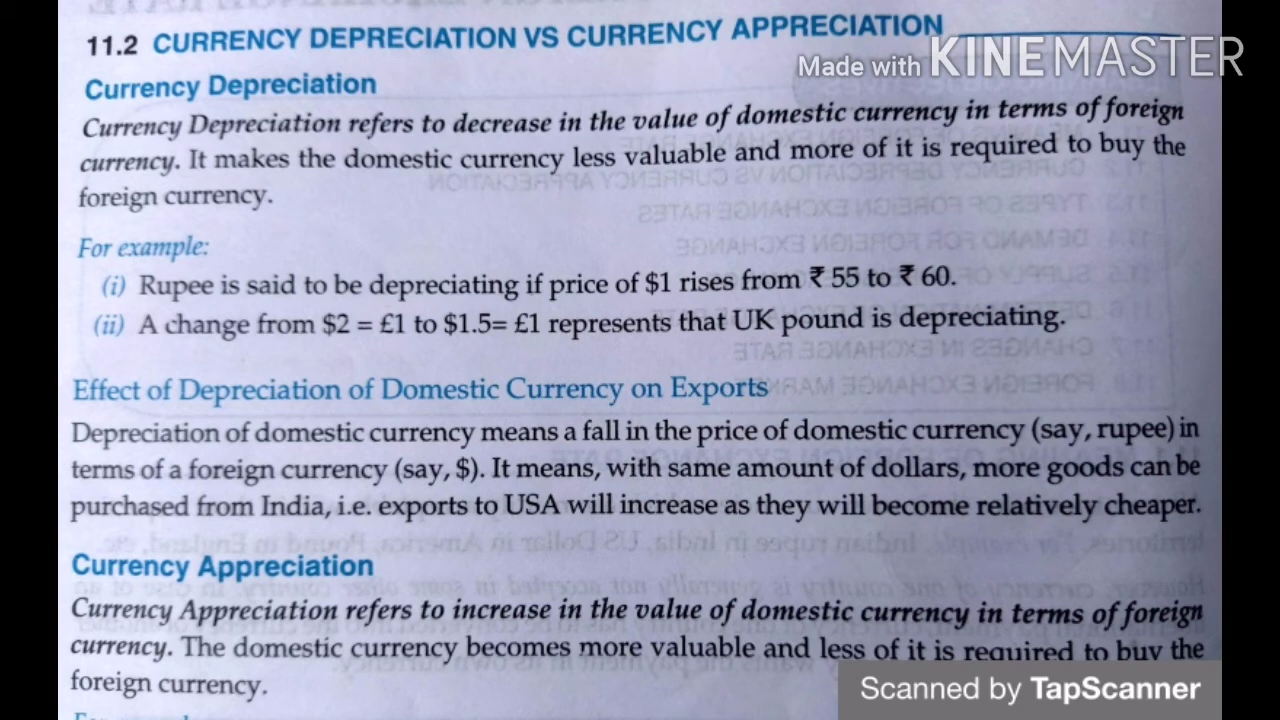 11.2 CURRENCY DEPRECIATION VS CURRENCY APPRECIATION
Made with KINEMASTER
Currency Depreciation
Currency Depreciation refers to decrease in the value of domestic currency in terms of foreign
currency. It makes the domestic currency less valuable and more of it is required to buy the
foreign currency.
For example:
(i) Rupee is said to be depreciating if price of $1 rises from ₹ 55 to ₹ 60.
(ii) A change from $2 = £1 to $1.5= £1 represents that UK pound is depreciating.
Effect of Depreciation of Domestic Currency on Exports
Depreciation of domestic currency means a fall in the price of domestic currency (say, rupee) in
terms of a foreign currency (say, $). It means, with same amount of dollars, more goods can be
purchased from India, i.e. exports to USA will increase as they will become relatively cheaper.
Currency Appreciation
Currency Appreciation refers to increase in the value of domestic currency in terms of foreign
currency. The domestic currency becomes more valuable and less of it is required to buy the
foreign currency.
Scanned by TapScanner